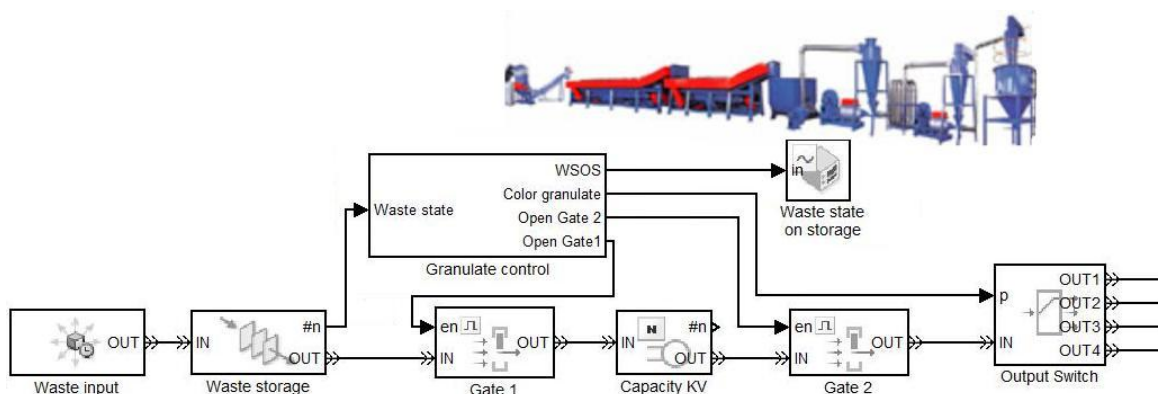 WSOS
in
Waste state
Color granulate
Open Gate 2
Open Gate1
Waste state
on storage
Granulate control
OUT
Waste input
IN
#n
OUT
Waste storage
en
IN
OUT
Gate 1
N
#n
OUT
Capacity KV
en
IN
OUT
Gate 2
p
IN
OUT1
OUT2
OUT3
OUT4
Output Switch